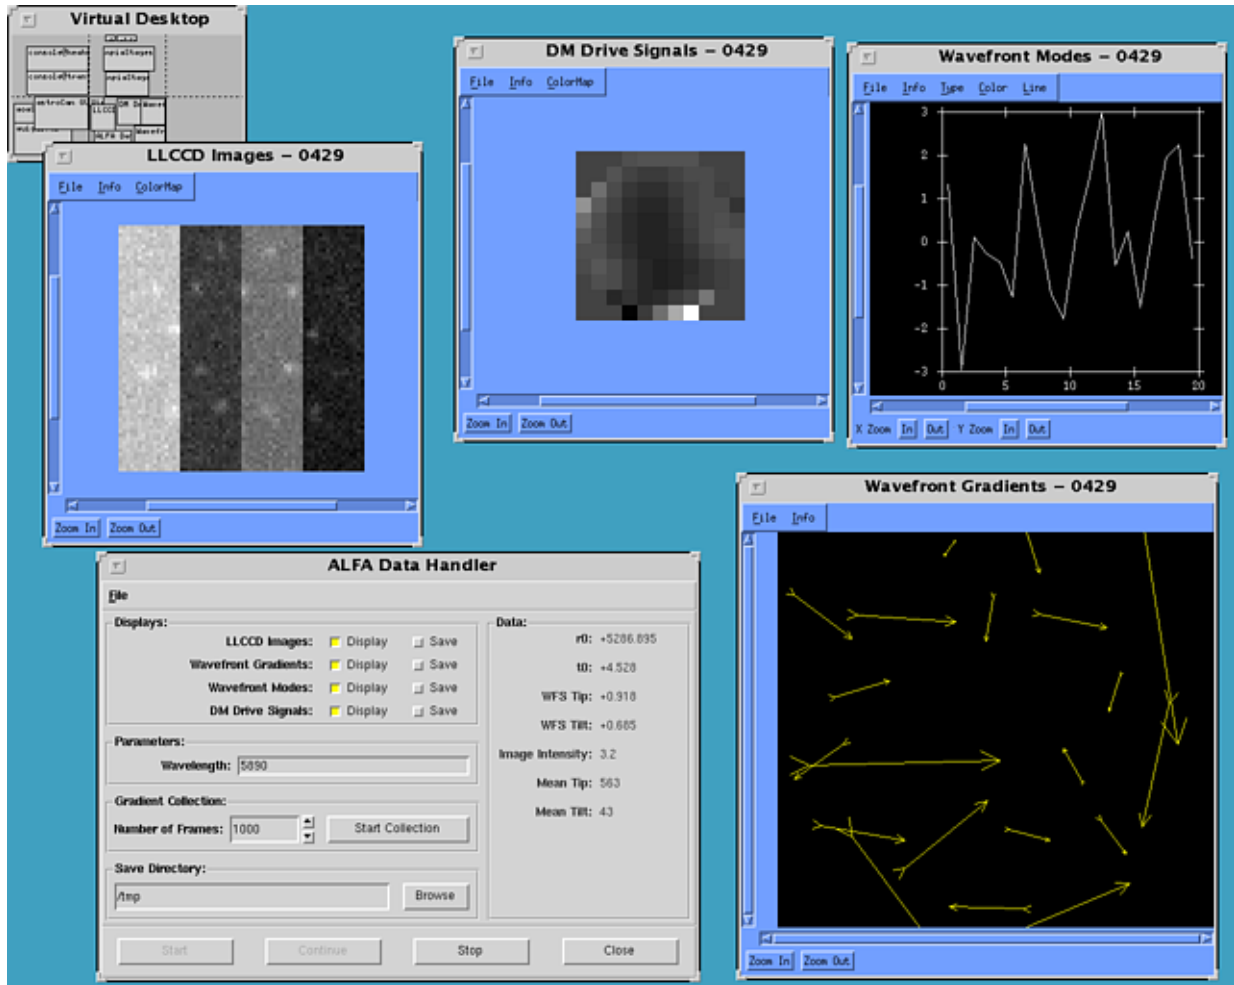 Virtual Desktop
LLCCD Images – 0429
File Info ColorMap
Zoom In Zoom Out
DM Drive Signals – 0429
File Info ColorMap
Zoom In Zoom Out
Wavefront Modes – 0429
File Info Type Color Line
3
2
1
0
-1
-2
-3
0 5 10 15 20
X Zoom In Out Y Zoom In Out
ALFA Data Handler
File
Displays:
LLCCD Images: Display Save
Wavefront Gradients: Display Save
Wavefront Modes: Display Save
DM Drive Signals: Display Save
Parameters:
Wavelength: 5890
Gradient Collection:
Number of Frames: 1000 Start Collection
Save Directory:
/tmp Browse
Data:
r0: +5286.895
t0: +4.528
WFS Tip: +0.918
WFS Tilt: +0.685
Image Intensity: 3.2
Mean Tip: 563
Mean Tilt: 43
Start Continue Stop Close
Wavefront Gradients – 0429
File Info
Zoom In Zoom Out